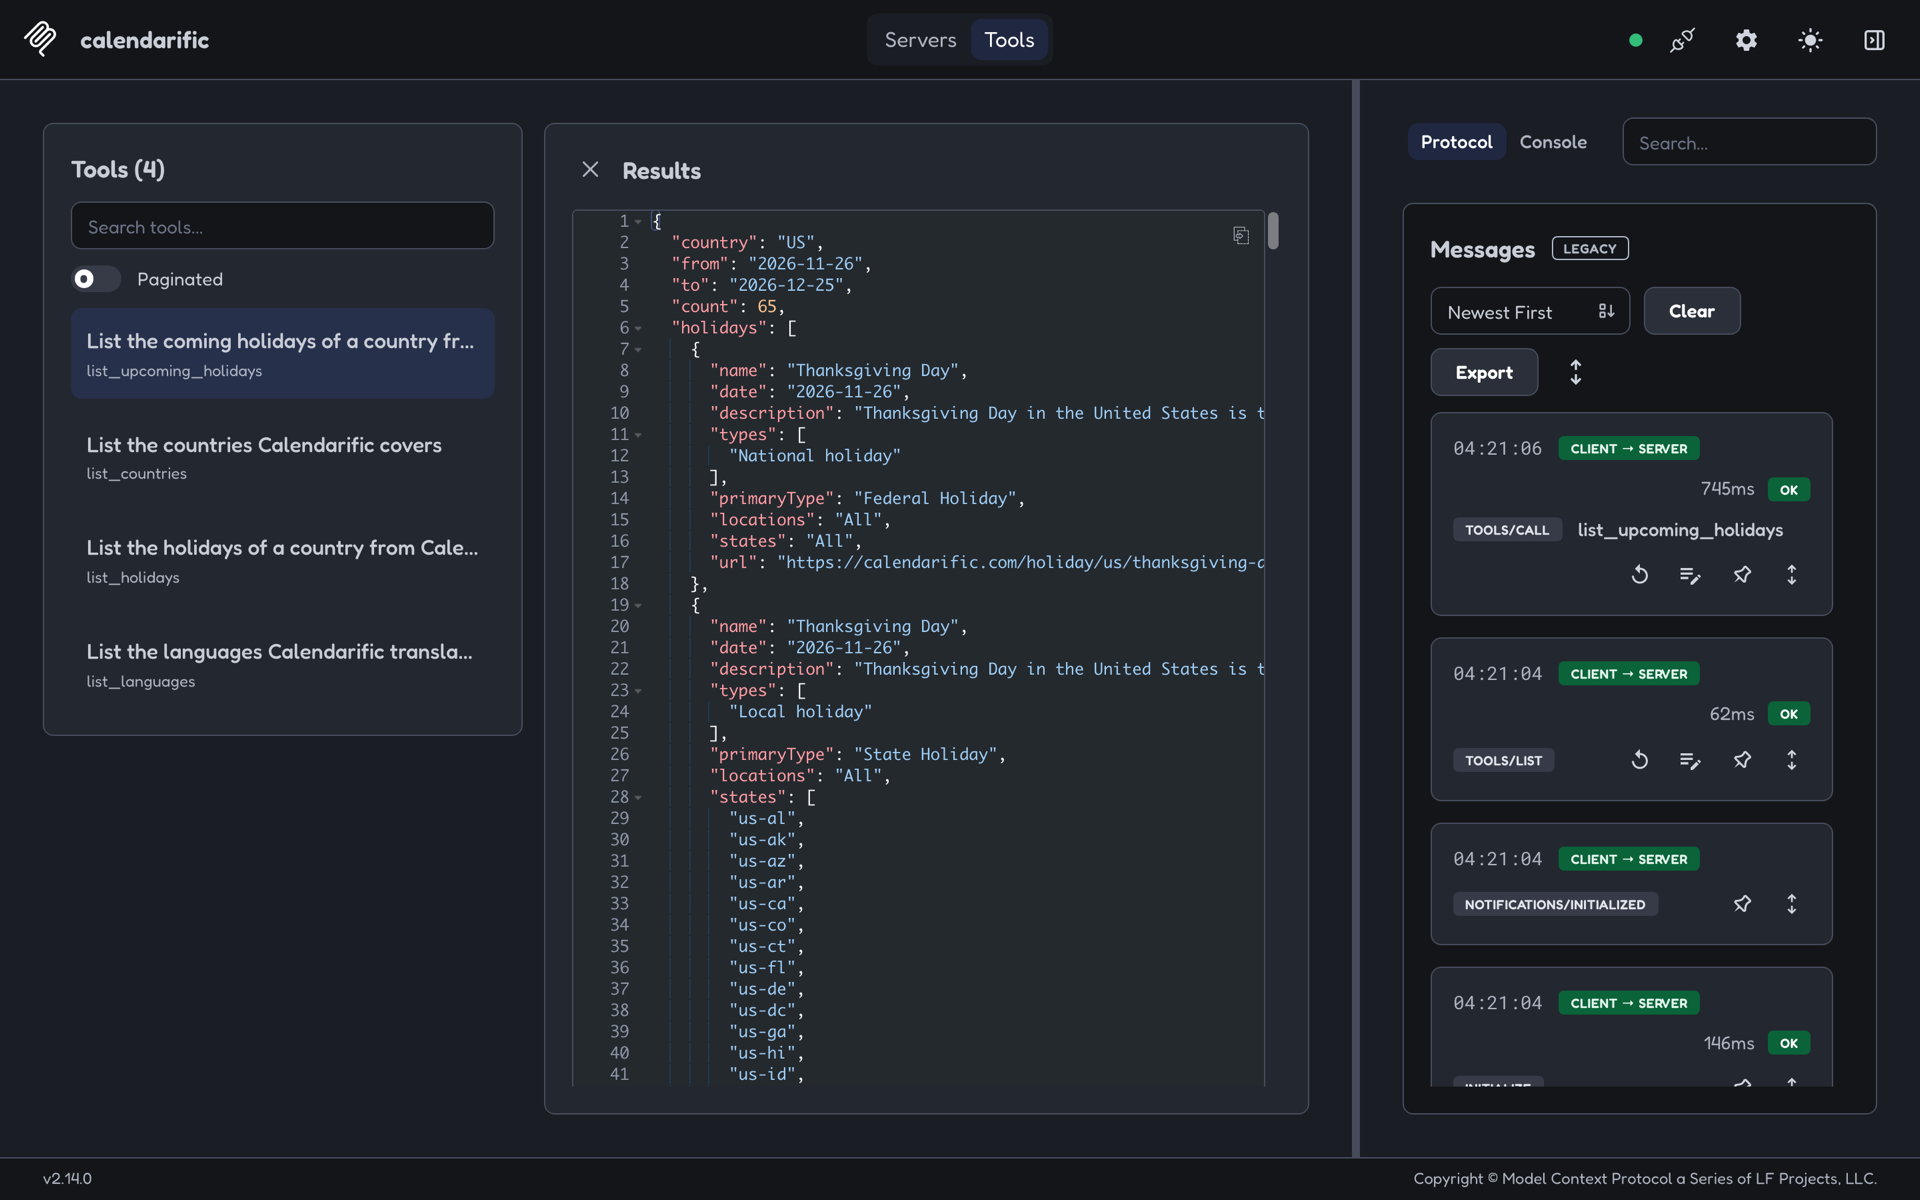 calendarific
Servers
Tools
Tools (4)
Search tools...
Paginated
List the coming holidays of a country fr...
list_upcoming_holidays
List the countries Calendarific covers
list_countries
List the holidays of a country from Cale...
list_holidays
List the languages Calendarific transla...
list_languages
Results
1 {
2 "country": "US",
3 "from": "2026-11-26",
4 "to": "2026-12-25",
5 "count": 65,
6 "holidays": [
7 {
8 "name": "Thanksgiving Day",
9 "date": "2026-11-26",
10 "description": "Thanksgiving Day in the United States is t
11 "types": [
12 "National holiday"
13 ],
14 "primaryType": "Federal Holiday",
15 "locations": "All",
16 "states": "All",
17 "url": "https://calendarific.com/holiday/us/thanksgiving-d
18 },
19 {
20 "name": "Thanksgiving Day",
21 "date": "2026-11-26",
22 "description": "Thanksgiving Day in the United States is t
23 "types": [
24 "Local holiday"
25 ],
26 "primaryType": "State Holiday",
27 "locations": "All",
28 "states": [
29 "us-al",
30 "us-ak",
31 "us-az",
32 "us-ar",
33 "us-ca",
34 "us-co",
35 "us-ct",
36 "us-fl",
37 "us-de",
38 "us-dc",
39 "us-ga",
40 "us-hi",
41 "us-id",
Protocol
Console
Search...
Messages
LEGACY
Newest First
Clear
Export
04:21:06 CLIENT → SERVER
745ms OK
TOOLS/CALL list_upcoming_holidays
04:21:04 CLIENT → SERVER
62ms OK
TOOLS/LIST
04:21:04 CLIENT → SERVER
NOTIFICATIONS/INITIALIZED
04:21:04 CLIENT → SERVER
146ms OK
INITIALIZE
v2.14.0
Copyright © Model Context Protocol a Series of LF Projects, LLC.